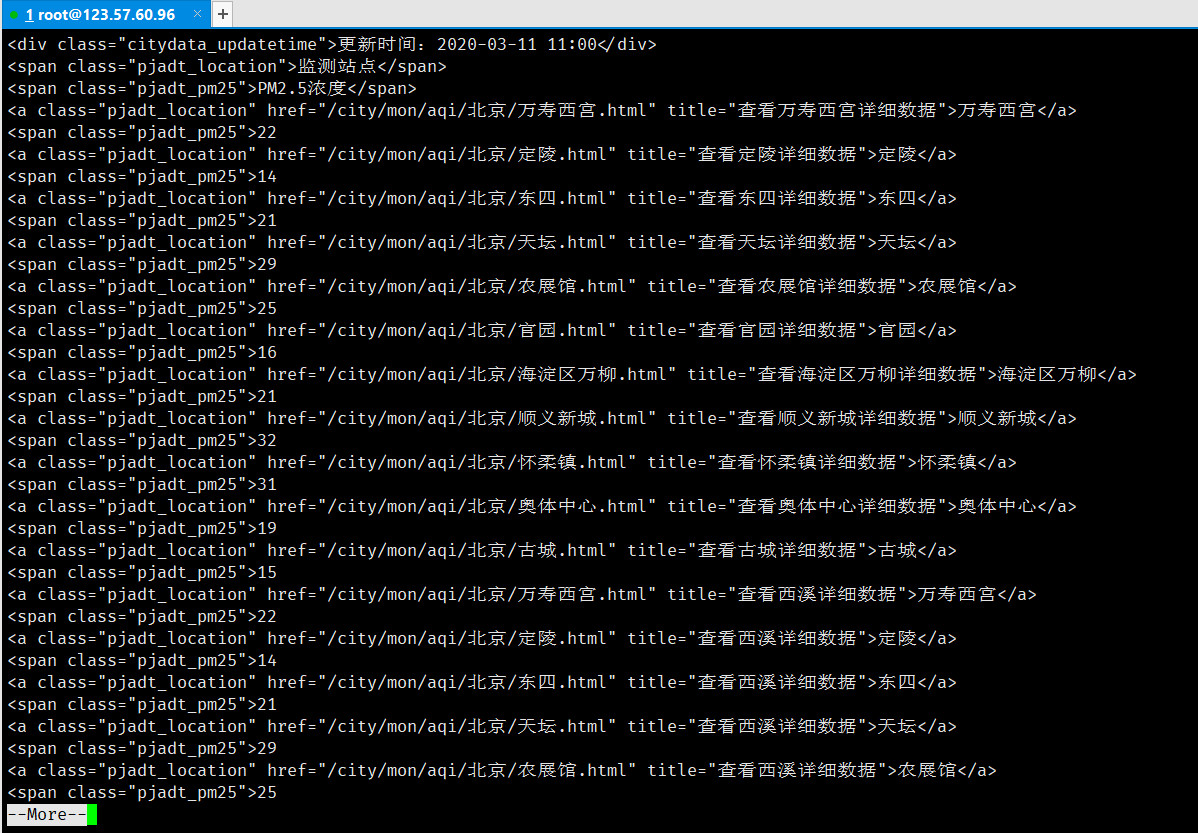 1 root@123.57.60.96 × +
<div class="citydata_updatetime">更新时间：2020-03-11 11:00</div>
<span class="pjadt_location">监测站点</span>
<span class="pjadt_pm25">PM2.5浓度</span>
<a class="pjadt_location" href="/city/mon/aqi/北京/万寿西宫.html" title="查看万寿西宫详细数据">万寿西宫</a>
<span class="pjadt_pm25">22
<a class="pjadt_location" href="/city/mon/aqi/北京/定陵.html" title="查看定陵详细数据">定陵</a>
<span class="pjadt_pm25">14
<a class="pjadt_location" href="/city/mon/aqi/北京/东四.html" title="查看东四详细数据">东四</a>
<span class="pjadt_pm25">21
<a class="pjadt_location" href="/city/mon/aqi/北京/天坛.html" title="查看天坛详细数据">天坛</a>
<span class="pjadt_pm25">29
<a class="pjadt_location" href="/city/mon/aqi/北京/农展馆.html" title="查看农展馆详细数据">农展馆</a>
<span class="pjadt_pm25">25
<a class="pjadt_location" href="/city/mon/aqi/北京/官园.html" title="查看官园详细数据">官园</a>
<span class="pjadt_pm25">16
<a class="pjadt_location" href="/city/mon/aqi/北京/海淀区万柳.html" title="查看海淀区万柳详细数据">海淀区万柳</a>
<span class="pjadt_pm25">21
<a class="pjadt_location" href="/city/mon/aqi/北京/顺义新城.html" title="查看顺义新城详细数据">顺义新城</a>
<span class="pjadt_pm25">32
<a class="pjadt_location" href="/city/mon/aqi/北京/怀柔镇.html" title="查看怀柔镇详细数据">怀柔镇</a>
<span class="pjadt_pm25">31
<a class="pjadt_location" href="/city/mon/aqi/北京/奥体中心.html" title="查看奥体中心详细数据">奥体中心</a>
<span class="pjadt_pm25">19
<a class="pjadt_location" href="/city/mon/aqi/北京/古城.html" title="查看古城详细数据">古城</a>
<span class="pjadt_pm25">15
<a class="pjadt_location" href="/city/mon/aqi/北京/万寿西宫.html" title="查看西溪详细数据">万寿西宫</a>
<span class="pjadt_pm25">22
<a class="pjadt_location" href="/city/mon/aqi/北京/定陵.html" title="查看西溪详细数据">定陵</a>
<span class="pjadt_pm25">14
<a class="pjadt_location" href="/city/mon/aqi/北京/东四.html" title="查看西溪详细数据">东四</a>
<span class="pjadt_pm25">21
<a class="pjadt_location" href="/city/mon/aqi/北京/天坛.html" title="查看西溪详细数据">天坛</a>
<span class="pjadt_pm25">29
<a class="pjadt_location" href="/city/mon/aqi/北京/农展馆.html" title="查看西溪详细数据">农展馆</a>
<span class="pjadt_pm25">25
--More--